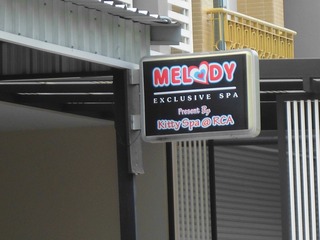 MELODY
EXCLUSIVE SPA
Present By
Kitty Spa @ RCA